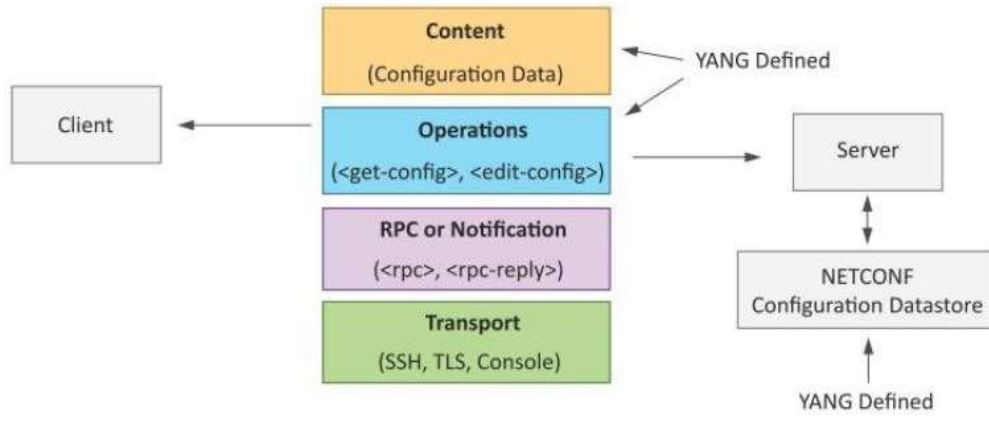 Content
(Configuration Data)
YANG Defined
Client
Operations
(<get-config>, <edit-config>)
Server
RPC or Notification
(<rpc>, <rpc-reply>)
NETCONF
Configuration Datastore
Transport
(SSH, TLS, Console)
YANG Defined